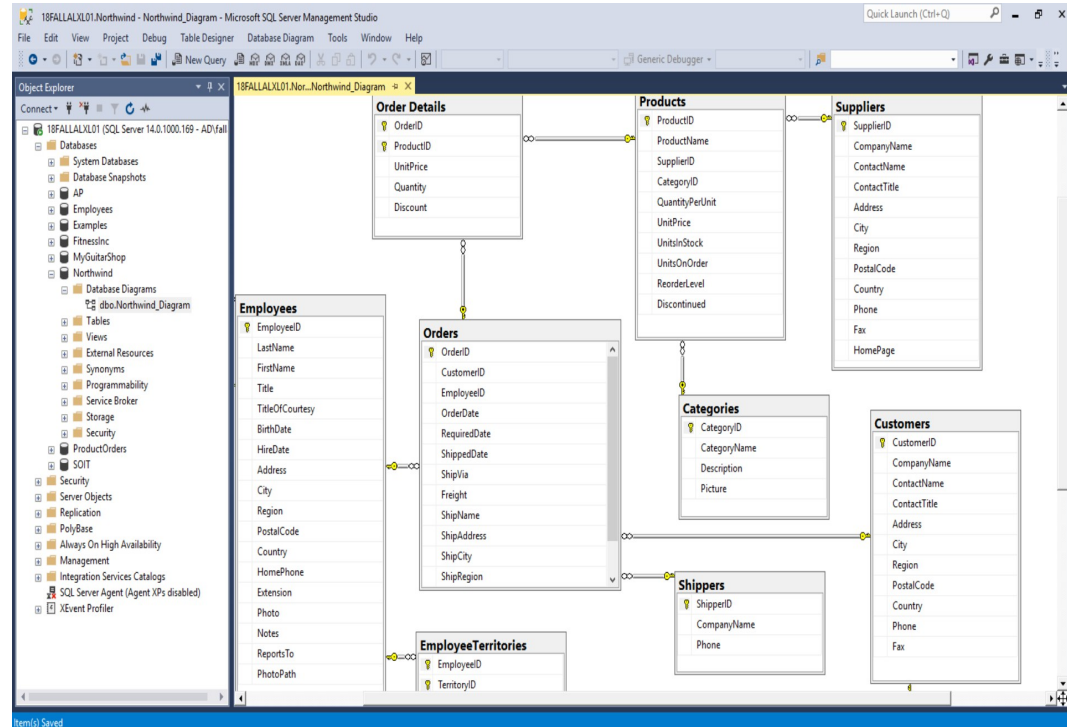 18FALLALXL01.Northwind - Northwind_Diagram - Microsoft SQL Server Management Studio
Quick Launch (Ctrl+Q)
File Edit View Project Debug Table Designer Database Diagram Tools Window Help
New Query
Generic Debugger
Object Explorer
Connect
18FALLALXL01 (SQL Server 14.0.1000.169 - AD\fall
Databases
System Databases
Database Snapshots
AP
Employees
Examples
FitnessInc
MyGuitarShop
Northwind
Database Diagrams
dbo.Northwind_Diagram
Tables
Views
External Resources
Synonyms
Programmability
Service Broker
Storage
Security
ProductOrders
SOIT
Security
Server Objects
Replication
PolyBase
Always On High Availability
Management
Integration Services Catalogs
SQL Server Agent (Agent XPs disabled)
XEvent Profiler
18FALLALXL01.Nor...Northwind_Diagram
Order Details
OrderID
ProductID
UnitPrice
Quantity
Discount
Products
ProductID
ProductName
SupplierID
CategoryID
QuantityPerUnit
UnitPrice
UnitsInStock
UnitsOnOrder
ReorderLevel
Discontinued
Suppliers
SupplierID
CompanyName
ContactName
ContactTitle
Address
City
Region
PostalCode
Country
Phone
Fax
HomePage
Employees
EmployeeID
LastName
FirstName
Title
TitleOfCourtesy
BirthDate
HireDate
Address
City
Region
PostalCode
Country
HomePhone
Extension
Photo
Notes
ReportsTo
PhotoPath
Orders
OrderID
CustomerID
EmployeeID
OrderDate
RequiredDate
ShippedDate
ShipVia
Freight
ShipName
ShipAddress
ShipCity
ShipRegion
Categories
CategoryID
CategoryName
Description
Picture
Customers
CustomerID
CompanyName
ContactName
ContactTitle
Address
City
Region
PostalCode
Country
Phone
Fax
Shippers
ShipperID
CompanyName
Phone
EmployeeTerritories
EmployeeID
TerritoryID
Item(s) Saved